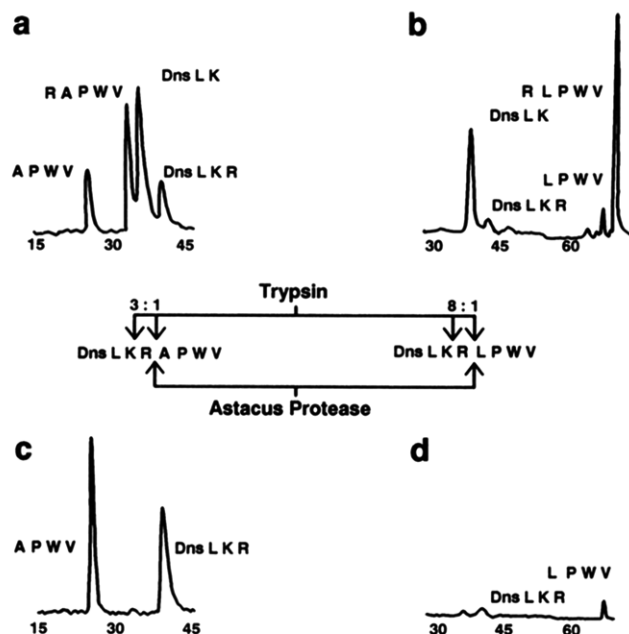 a
Dns L K
R A P W V
A P W V
Dns L K R
15 30 45
b
R L P W V
Dns L K
L P W V
Dns L K R
30 45 60
Trypsin
3 : 1 8 : 1
Dns L K R A P W V Dns L K R L P W V
Astacus Protease
c
A P W V Dns L K R
15 30 45
d
L P W V
Dns L K R
30 45 60